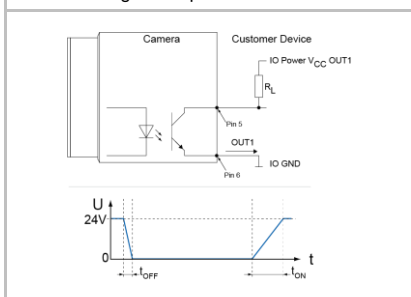 Camera
Customer Device
IO Power VCC OUT1
RL
Pin 5
OUT1
IO GND
Pin 6
U
24V
0
t
tOFF
tON